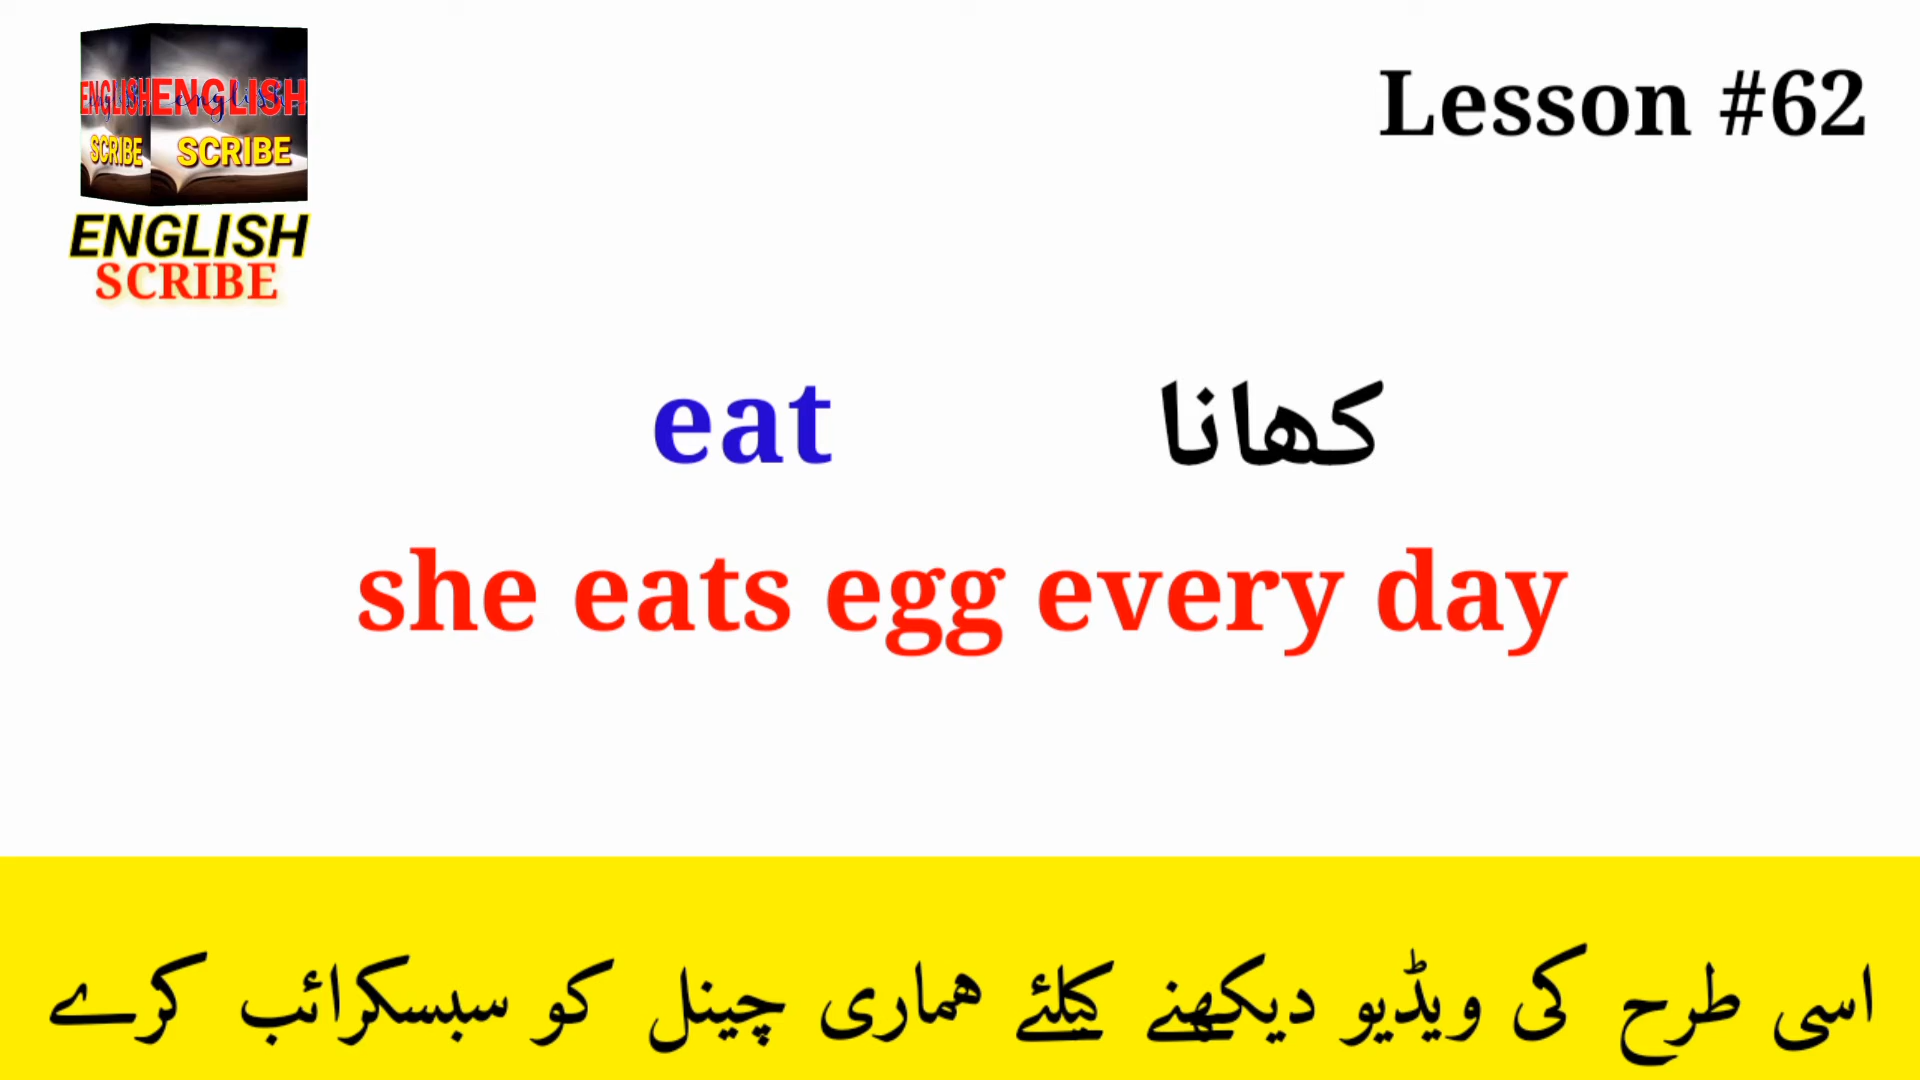 ENGLISH ENGLISH
english
SCRIBE SCRIBE
ENGLISH
SCRIBE
Lesson #62
eat کھانا
she eats egg every day
اسی طرح کی ویڈیو دیکھنے کیلئے ہماری چینل کو سبسکرائب کرے